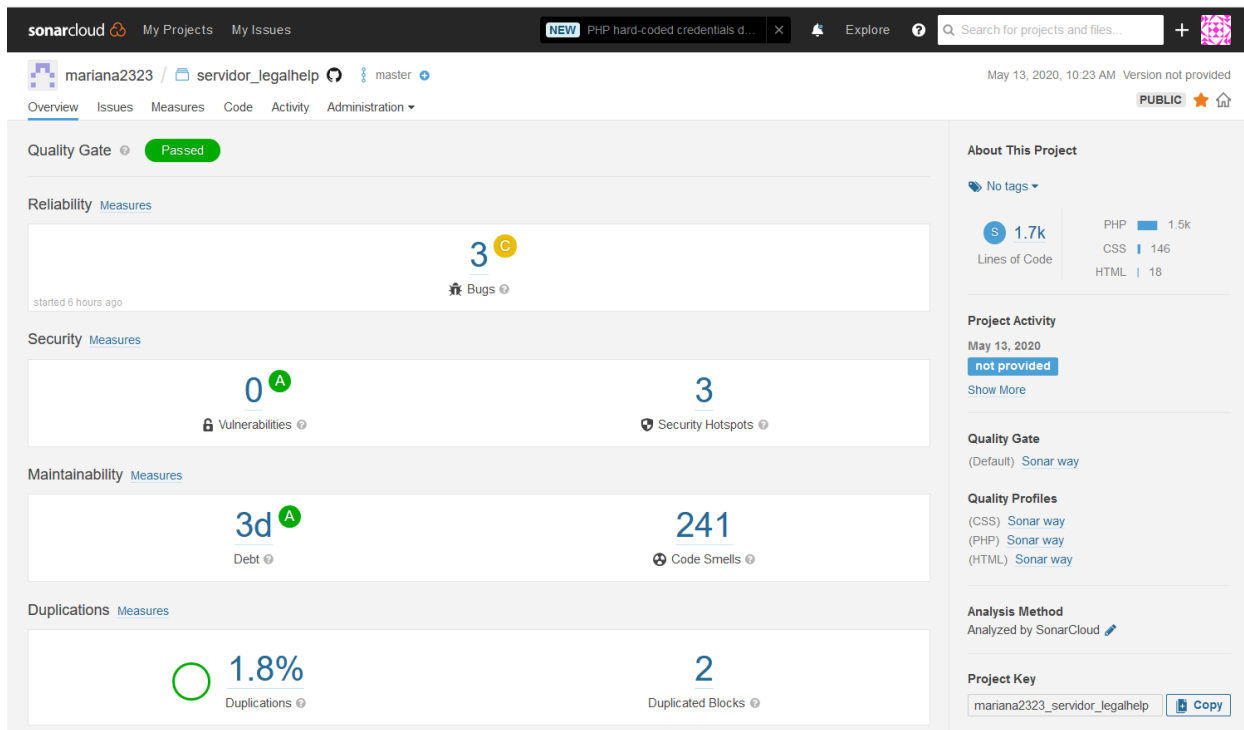 sonarcloud My Projects My Issues NEW PHP hard-coded credentials d... Explore Search for projects and files...
mariana2323 / servidor_legalhelp master
May 13, 2020, 10:23 AM Version not provided
Overview Issues Measures Code Activity Administration
PUBLIC
Quality Gate Passed
Reliability Measures
3 C
Bugs
started 6 hours ago
Security Measures
0 A
Vulnerabilities
3
Security Hotspots
Maintainability Measures
3d A
Debt
241
Code Smells
Duplications Measures
1.8%
Duplications
2
Duplicated Blocks
About This Project
No tags
S 1.7k
Lines of Code
PHP 1.5k
CSS 146
HTML 18
Project Activity
May 13, 2020
not provided
Show More
Quality Gate
(Default) Sonar way
Quality Profiles
(CSS) Sonar way
(PHP) Sonar way
(HTML) Sonar way
Analysis Method
Analyzed by SonarCloud
Project Key
mariana2323_servidor_legalhelp Copy